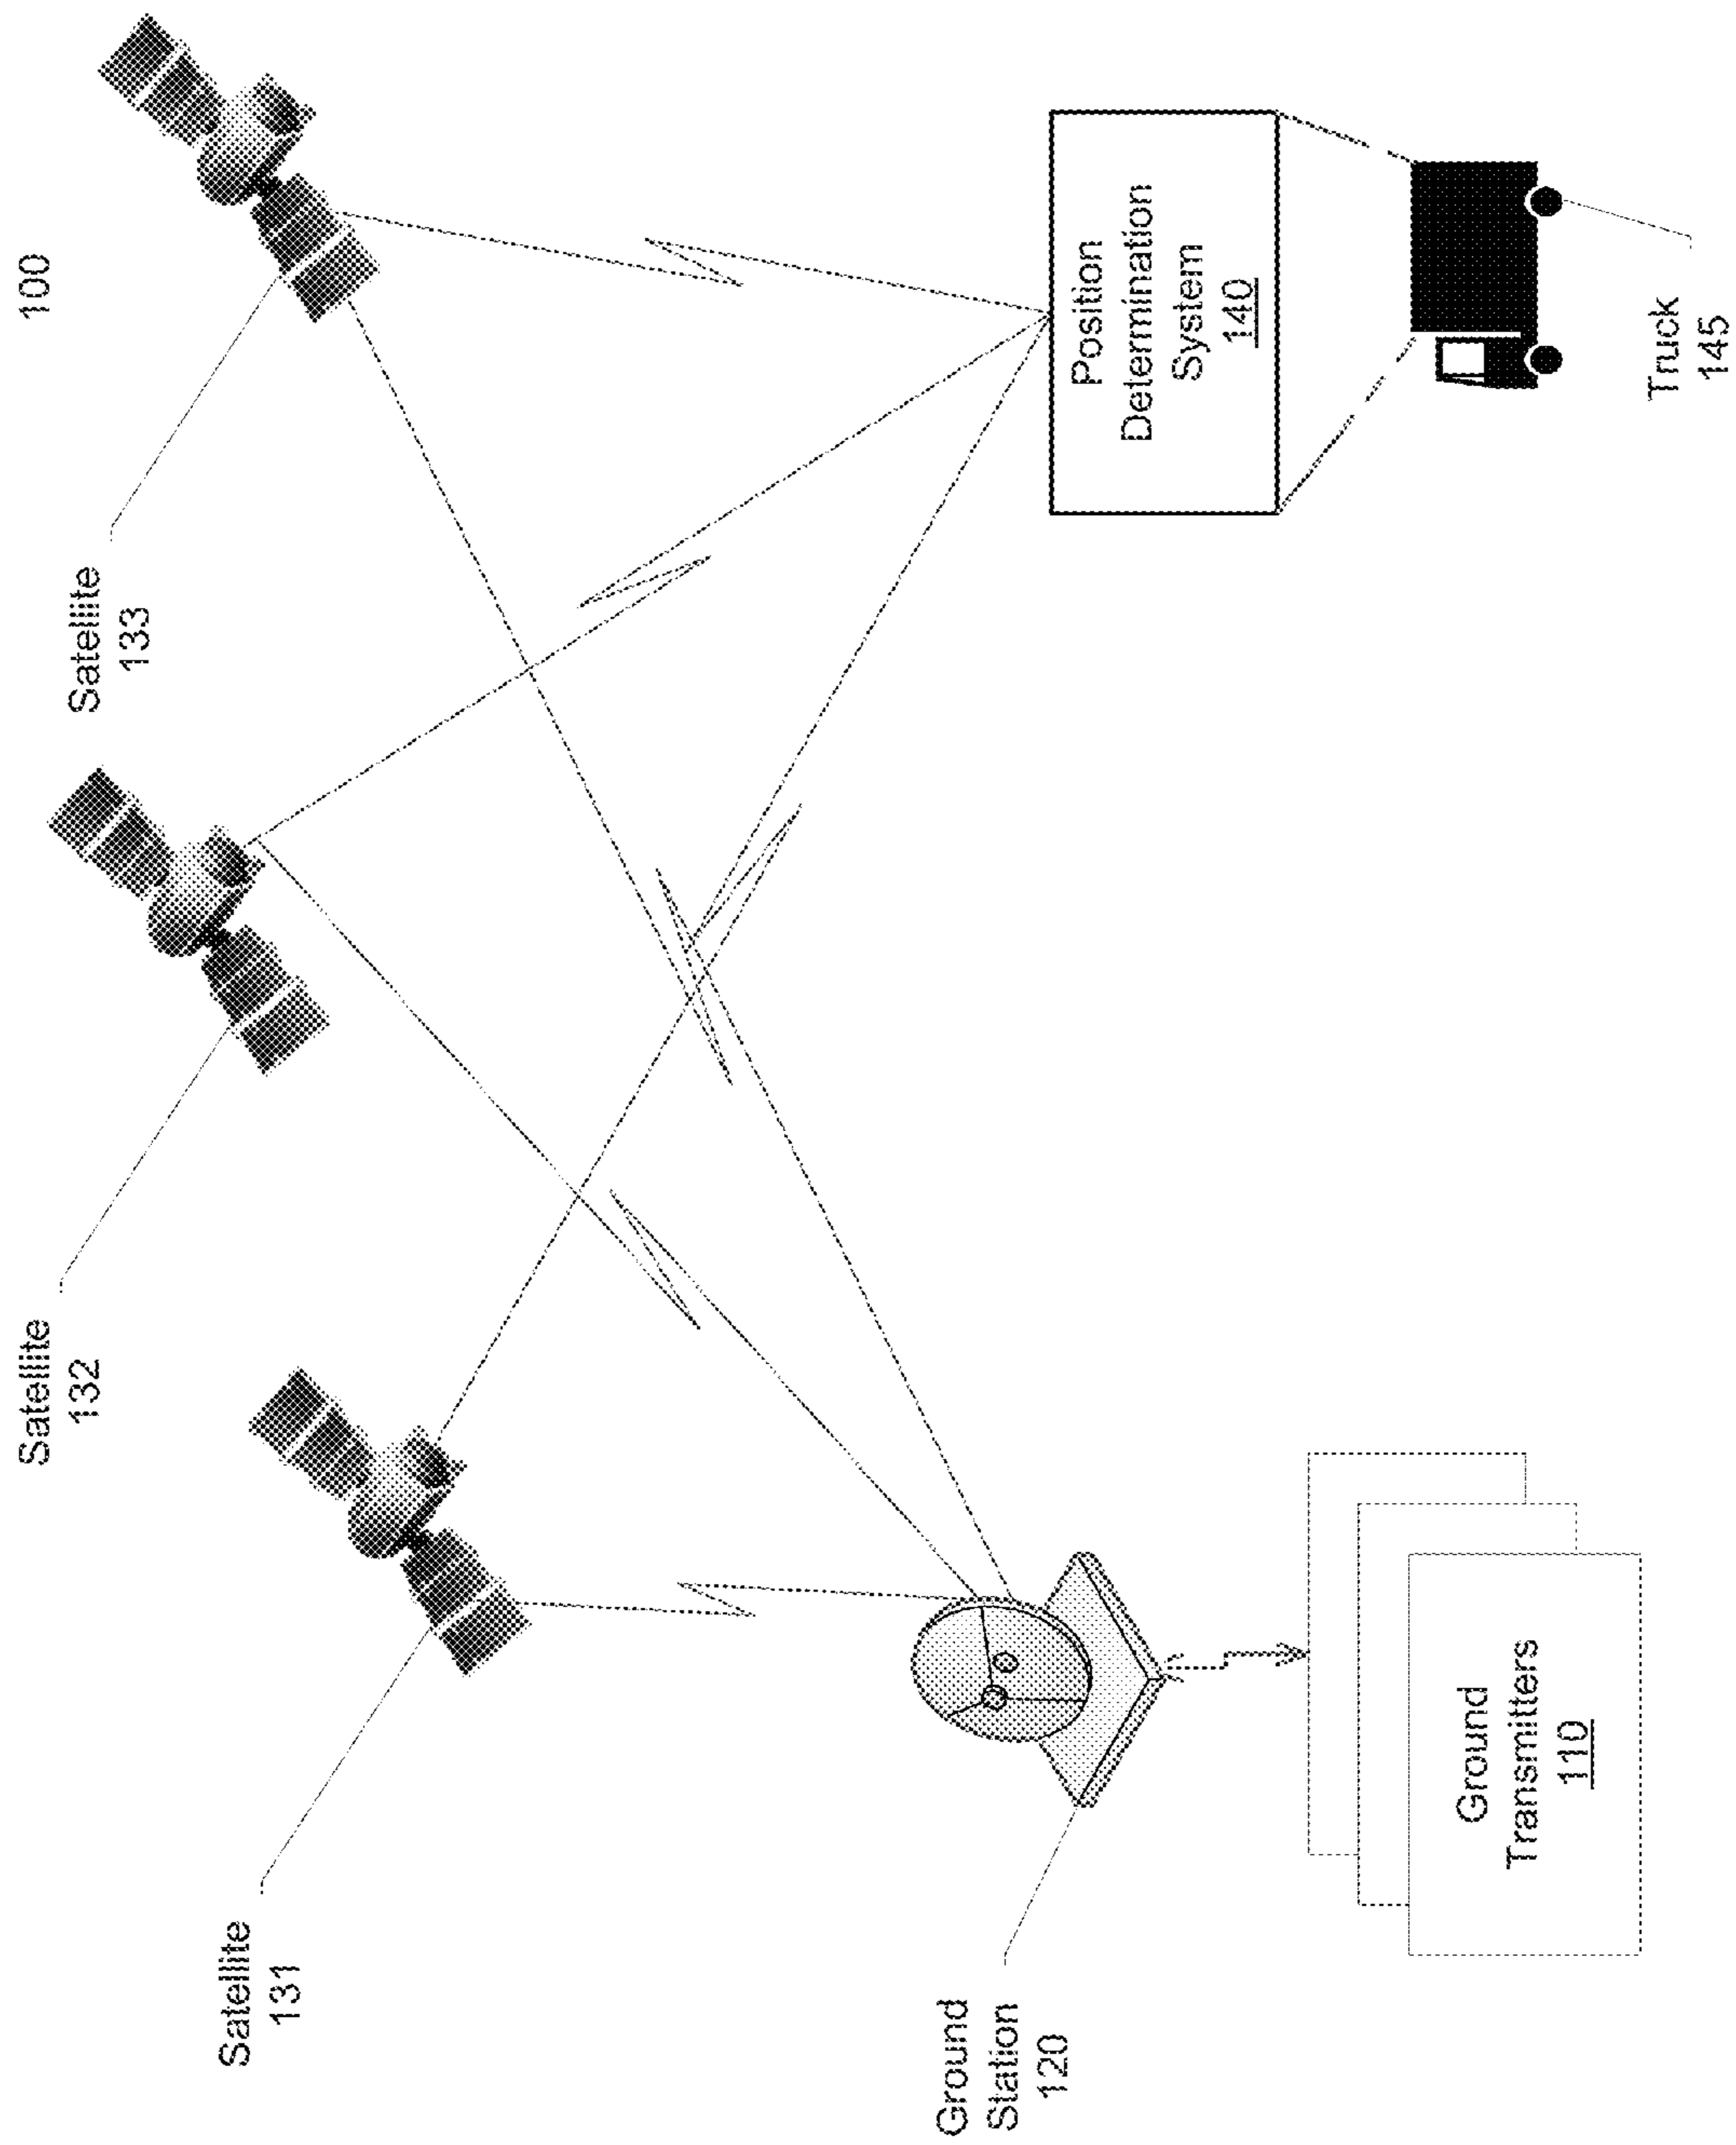 100
Satellite
131
Satellite
132
Satellite
133
Ground
Station
120
Position
Determination
System
140
Ground
Transmitters
110
Truck
145